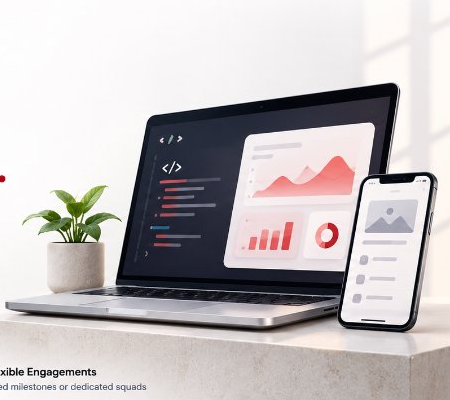 < / >
</>
xible Engagements
ed milestones or dedicated squads